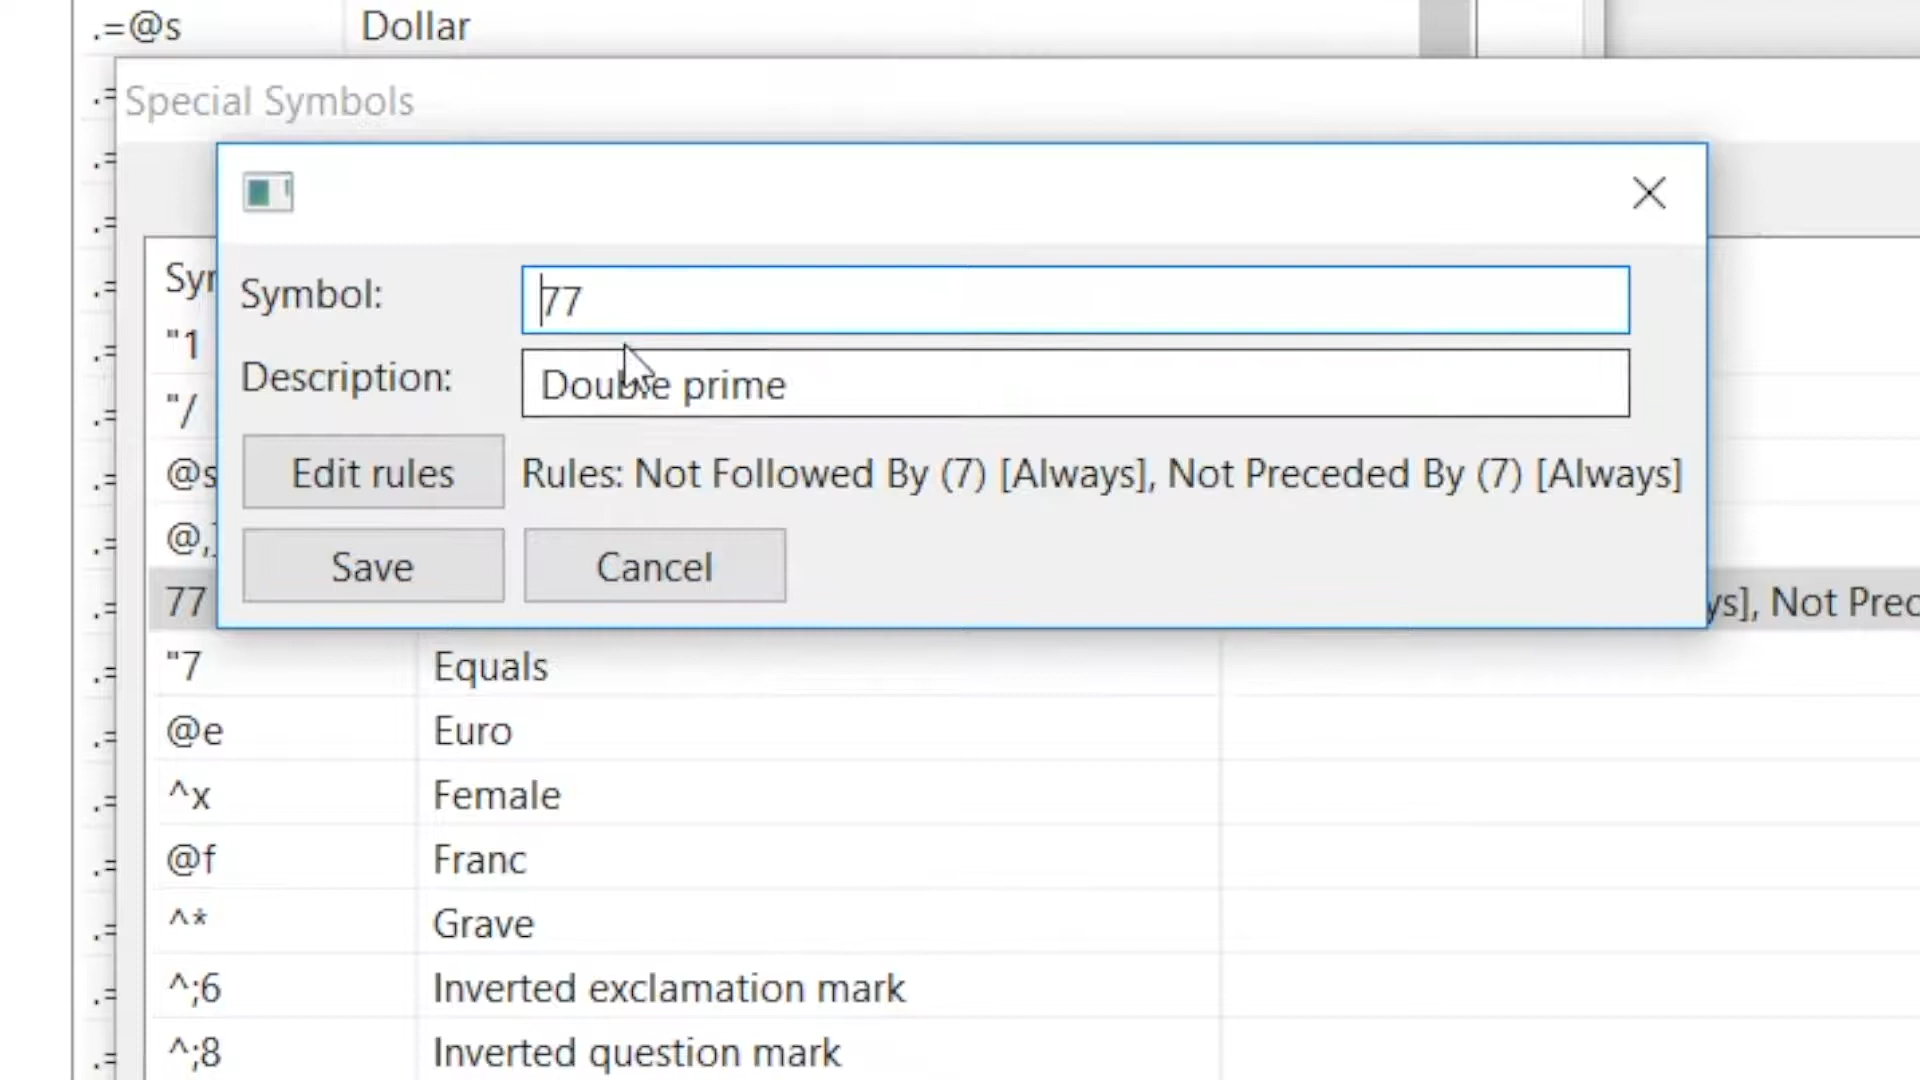 .=@s Dollar
.= Special Symbols
.=
.=
.= Syr Symbol: 77
.= "1
Description: Double prime
.= "/
.= @s Edit rules Rules: Not Followed By (7) [Always], Not Preceded By (7) [Always]
.= @,
Save Cancel
.= 77 ys], Not Prec
.= "7 Equals
.= @e Euro
.= ^x Female
.= @f Franc
.= ^* Grave
.= ^;6 Inverted exclamation mark
.= ^;8 Inverted question mark